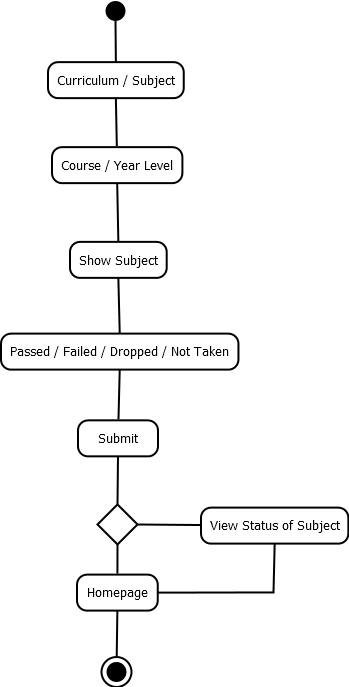 Curriculum / Subject
Course / Year Level
Show Subject
Passed / Failed / Dropped / Not Taken
Submit
View Status of Subject
Homepage